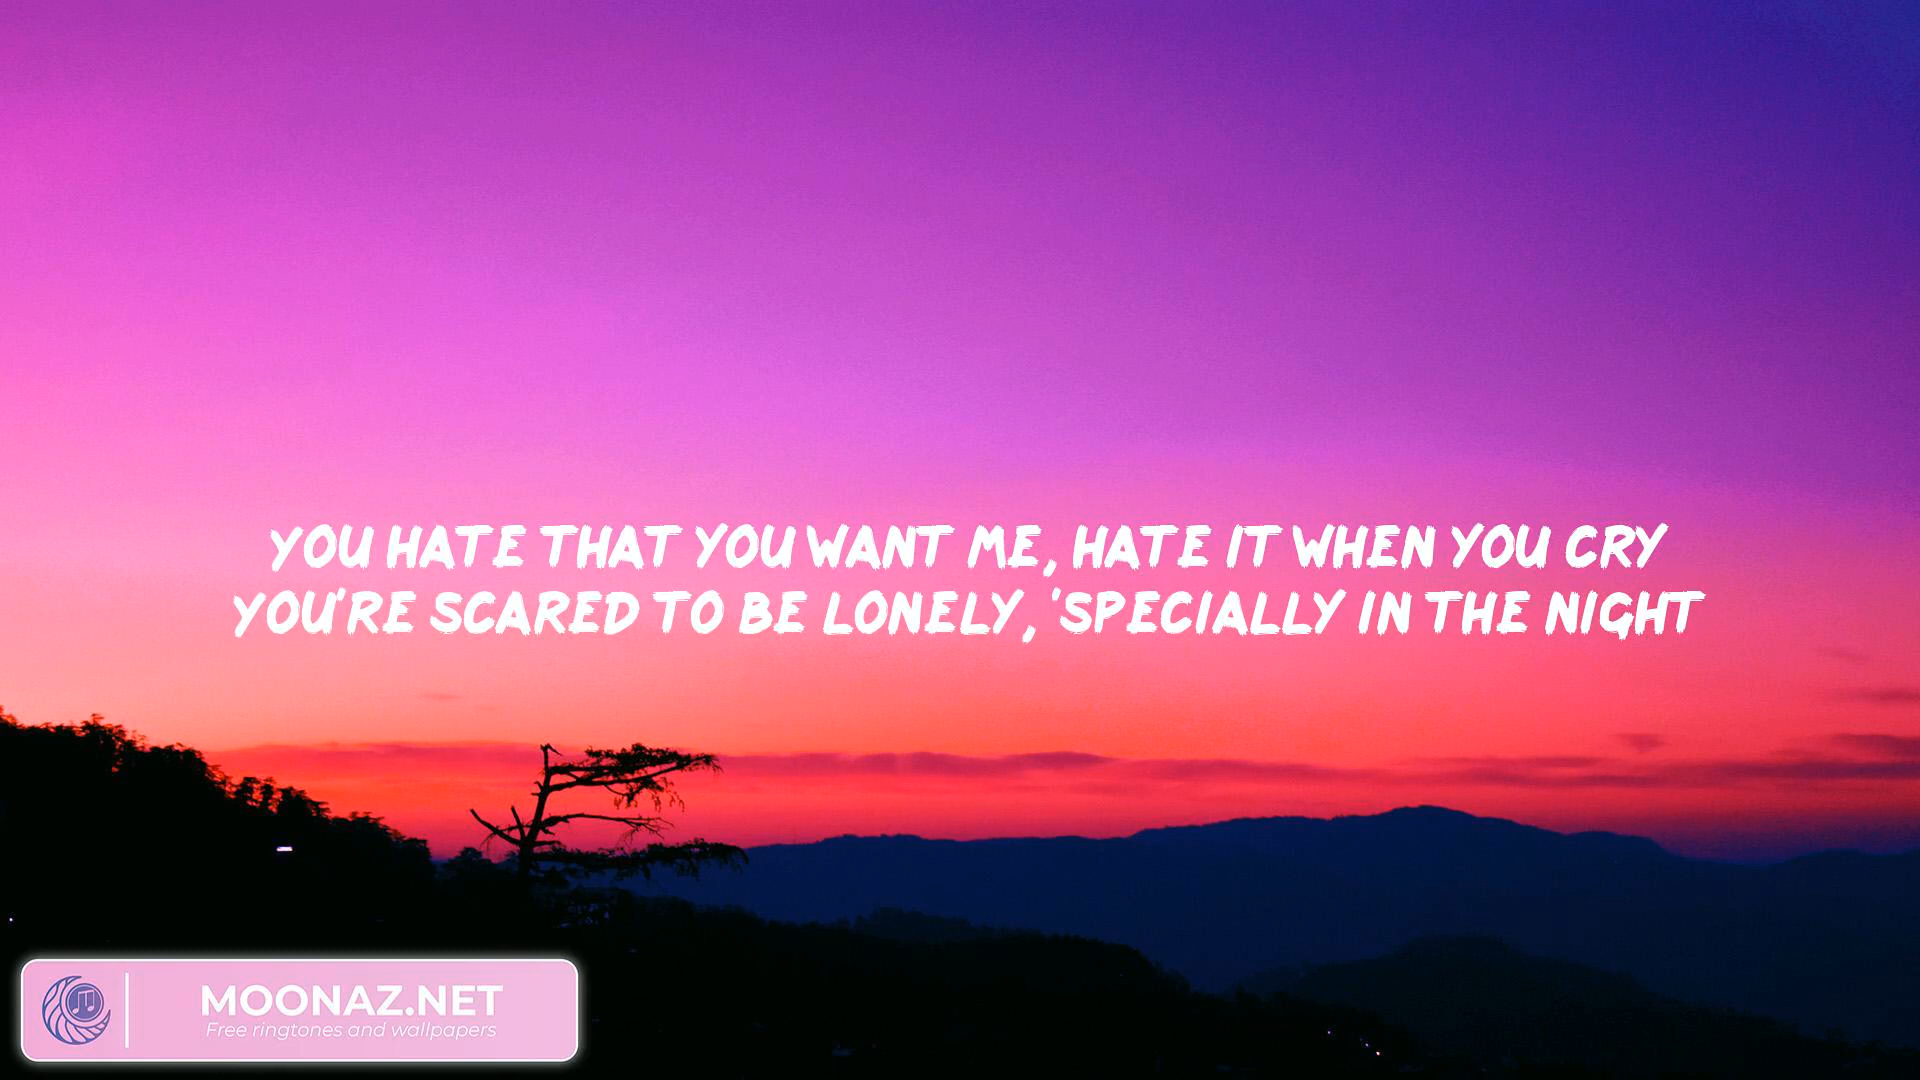 YOU HATE THAT YOU WANT ME, HATE IT WHEN YOU CRY
YOU'RE SCARED TO BE LONELY, 'SPECIALLY IN THE NIGHT
MOONAZ.NET
Free ringtones and wallpapers